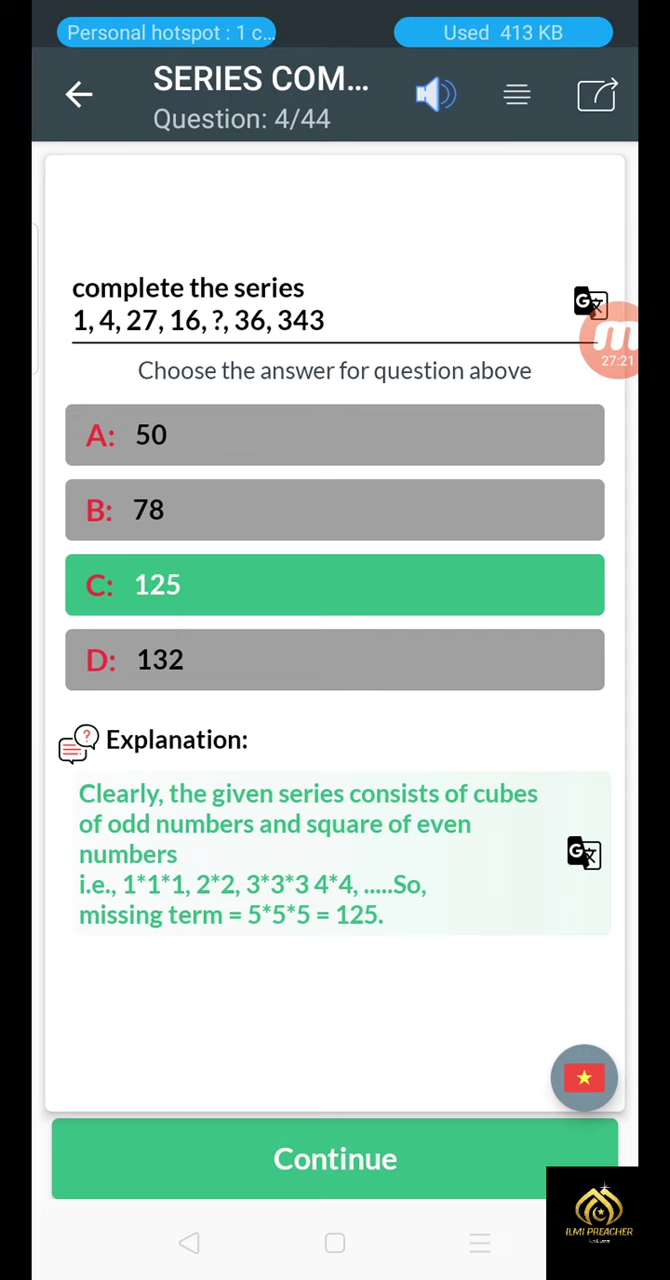 Personal hotspot : 1 c... Used 413 KB
SERIES COM...
Question: 4/44
complete the series
1, 4, 27, 16, ?, 36, 343
27:21
Choose the answer for question above
A: 50
B: 78
C: 125
D: 132
Explanation:
Clearly, the given series consists of cubes
of odd numbers and square of even
numbers
i.e., 1*1*1, 2*2, 3*3*3 4*4, .....So,
missing term = 5*5*5 = 125.
Continue
ILMI PREACHER